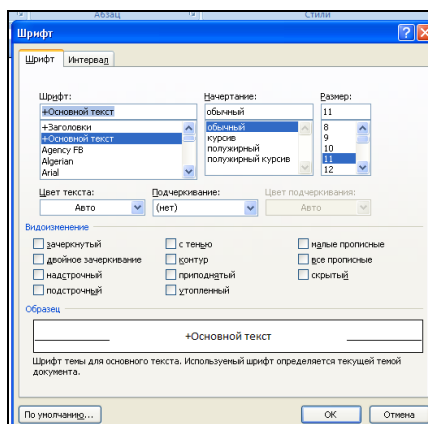 Абзац Стили
Шрифт
Шрифт Интервал
Шрифт: Начертание: Размер:
+Основной текст обычный 11
+Заголовки обычный 8
+Основной текст курсив 9
Agency FB полужирный 10
Algerian полужирный курсив 11
Arial 12
Цвет текста: Подчеркивание: Цвет подчеркивания:
Авто (нет) Авто
Видоизменение
зачеркнутый с тенью малые прописные
двойное зачеркивание контур все прописные
надстрочный приподнятый скрытый
подстрочный утопленный
Образец
+Основной текст
Шрифт темы для основного текста. Используемый шрифт определяется текущей темой
документа.
По умолчанию... ОК Отмена